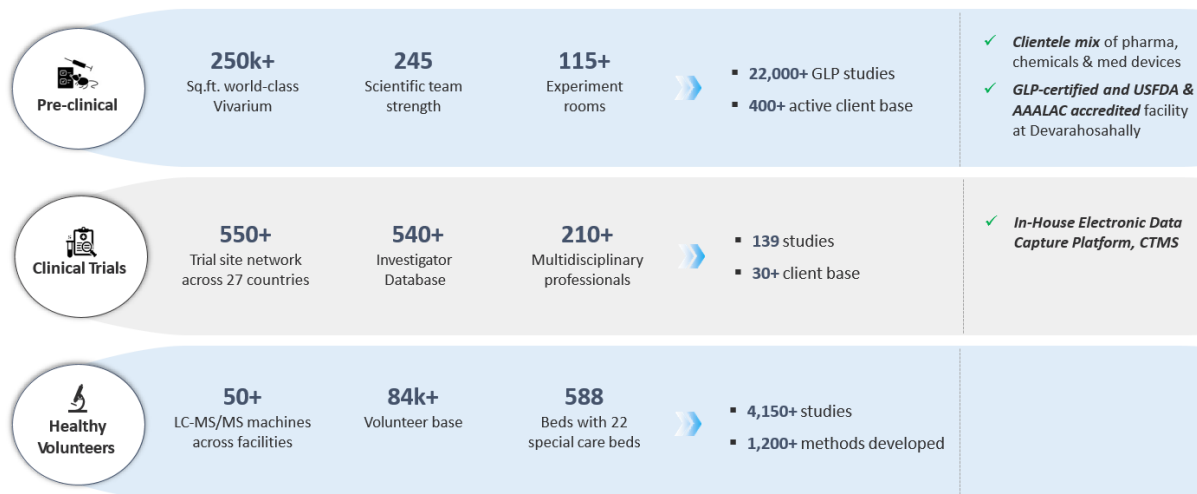 Pre-clinical
250k+
Sq.ft. world-class
Vivarium
245
Scientific team
strength
115+
Experiment
rooms
▪ 22,000+ GLP studies
▪ 400+ active client base
✓ Clientele mix of pharma,
chemicals & med devices
✓ GLP-certified and USFDA &
AAALAC accredited facility
at Devarahosahally
Clinical Trials
550+
Trial site network
across 27 countries
540+
Investigator
Database
210+
Multidisciplinary
professionals
▪ 139 studies
▪ 30+ client base
✓ In-House Electronic Data
Capture Platform, CTMS
Healthy
Volunteers
50+
LC-MS/MS machines
across facilities
84k+
Volunteer base
588
Beds with 22
special care beds
▪ 4,150+ studies
▪ 1,200+ methods developed